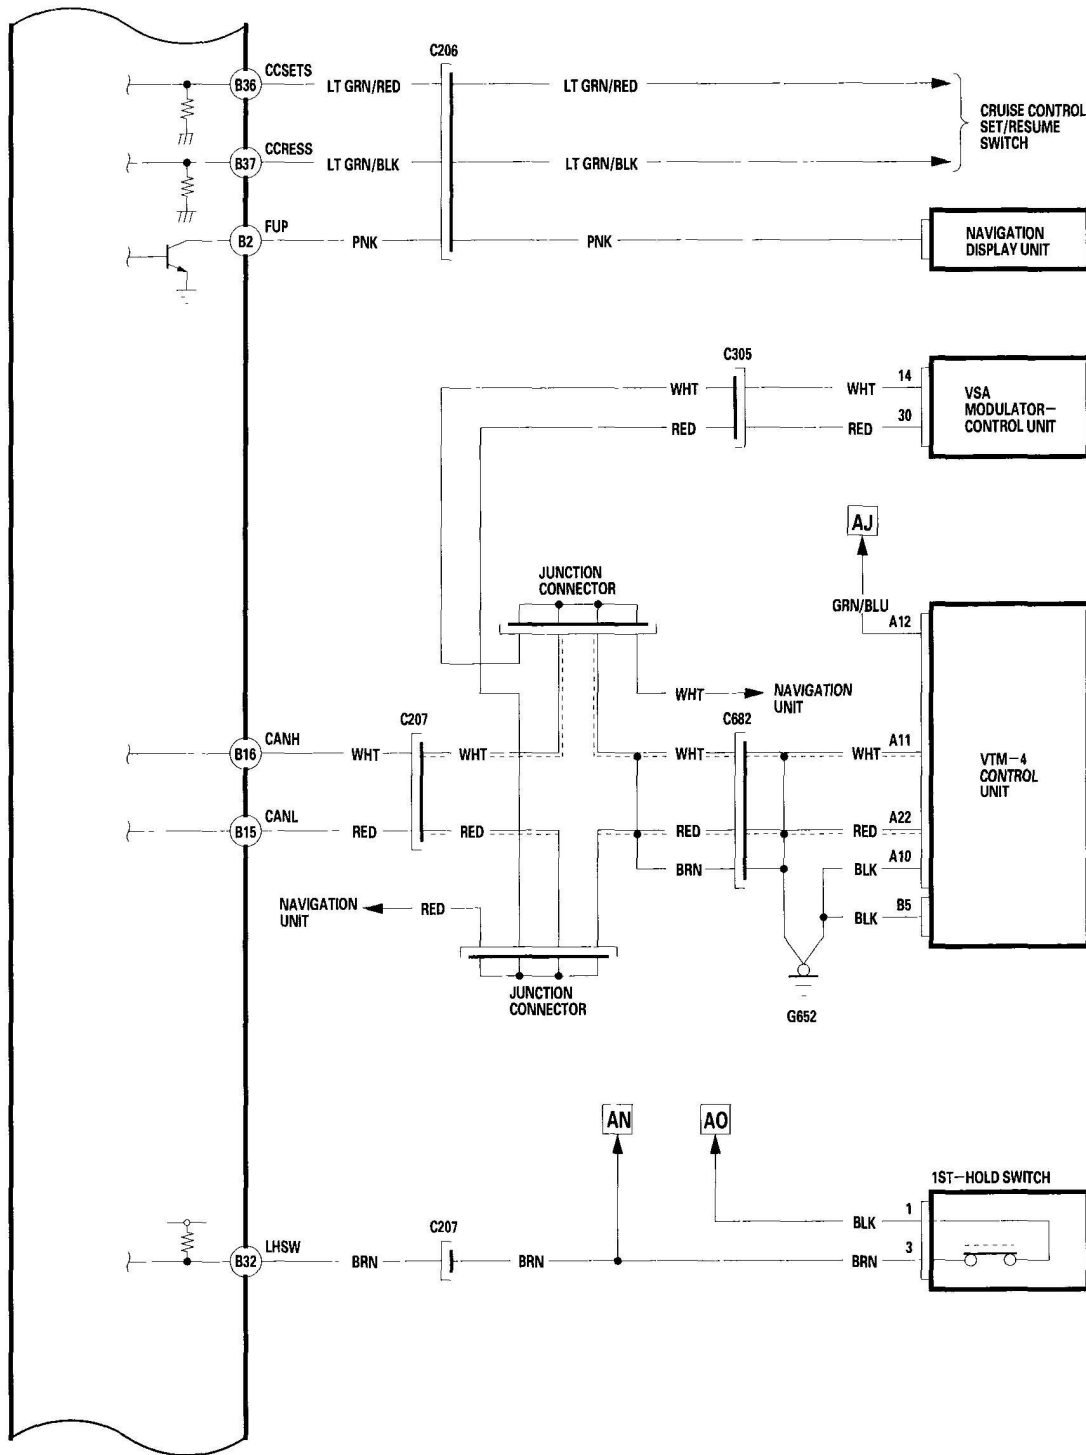 C206
B36 CCSETS LT GRN/RED LT GRN/RED
CRUISE CONTROL
SET/RESUME
SWITCH
B37 CCRESS LT GRN/BLK LT GRN/BLK
B2 FUP PNK PNK
NAVIGATION
DISPLAY UNIT
C305
WHT WHT 14
RED RED 30
VSA
MODULATOR-
CONTROL UNIT
AJ
JUNCTION
CONNECTOR
GRN/BLU
A12
WHT
NAVIGATION
UNIT
C207
C682
B16 CANH WHT WHT WHT WHT A11
VTM-4
CONTROL
UNIT
B15 CANL RED RED RED RED A22
BRN
BLK A10
NAVIGATION
UNIT
RED
BLK B5
JUNCTION
CONNECTOR
G652
AN
AO
1ST-HOLD SWITCH
BLK 1
C207
B32 LHSW BRN BRN BRN 3